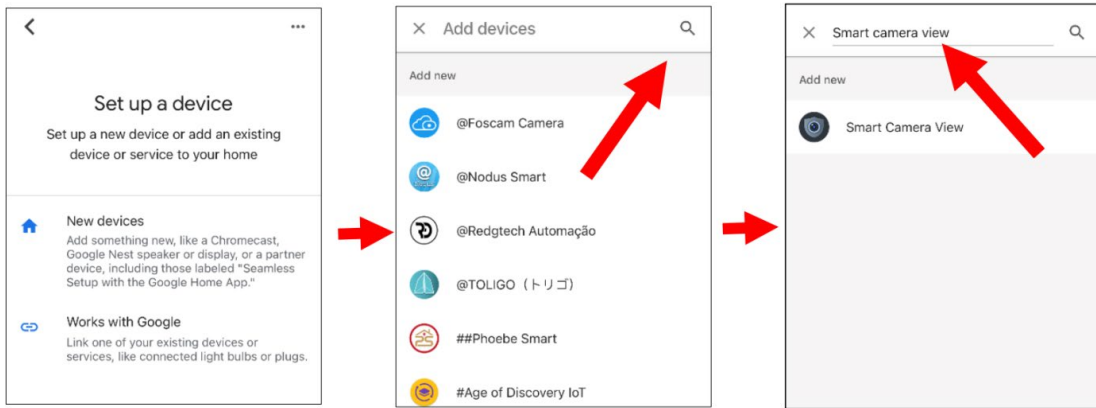 Set up a device
Set up a new device or add an existing
device or service to your home
New devices
Add something new, like a Chromecast,
Google Nest speaker or display, or a partner
device, including those labeled "Seamless
Setup with the Google Home App."
Works with Google
Link one of your existing devices or
services, like connected light bulbs or plugs.
Add devices
Add new
@Foscam Camera
@Nodus Smart
@Redgtech Automação
@TOLIGO（トリゴ）
##Phoebe Smart
#Age of Discovery IoT
Smart camera view
Add new
Smart Camera View